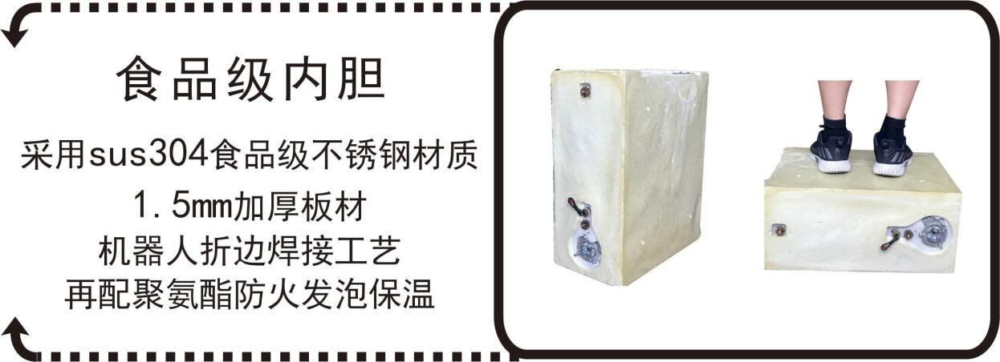 食品级内胆
采用sus304食品级不锈钢材质
1.5mm加厚板材
机器人折边焊接工艺
再配聚氨酯防火发泡保温